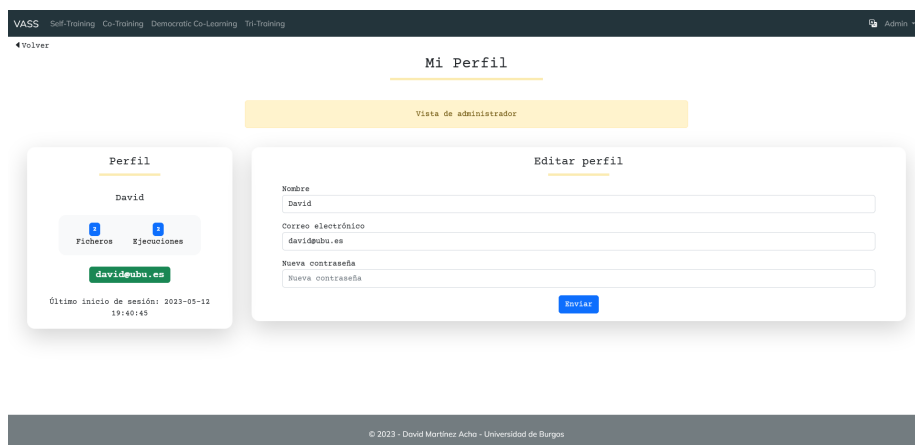 VASS Self-Training Co-Training Democratic Co-Learning Tri-Training Admin
Volver
Mi Perfil
Vista de administrador
Perfil
David
2 2
Ficheros Ejecuciones
david@ubu.es
Último inicio de sesión: 2023-05-12
19:40:45
Editar perfil
Nombre
David
Correo electrónico
david@ubu.es
Nueva contraseña
Nueva contraseña
Enviar
© 2023 - David Martínez Acha - Universidad de Burgos